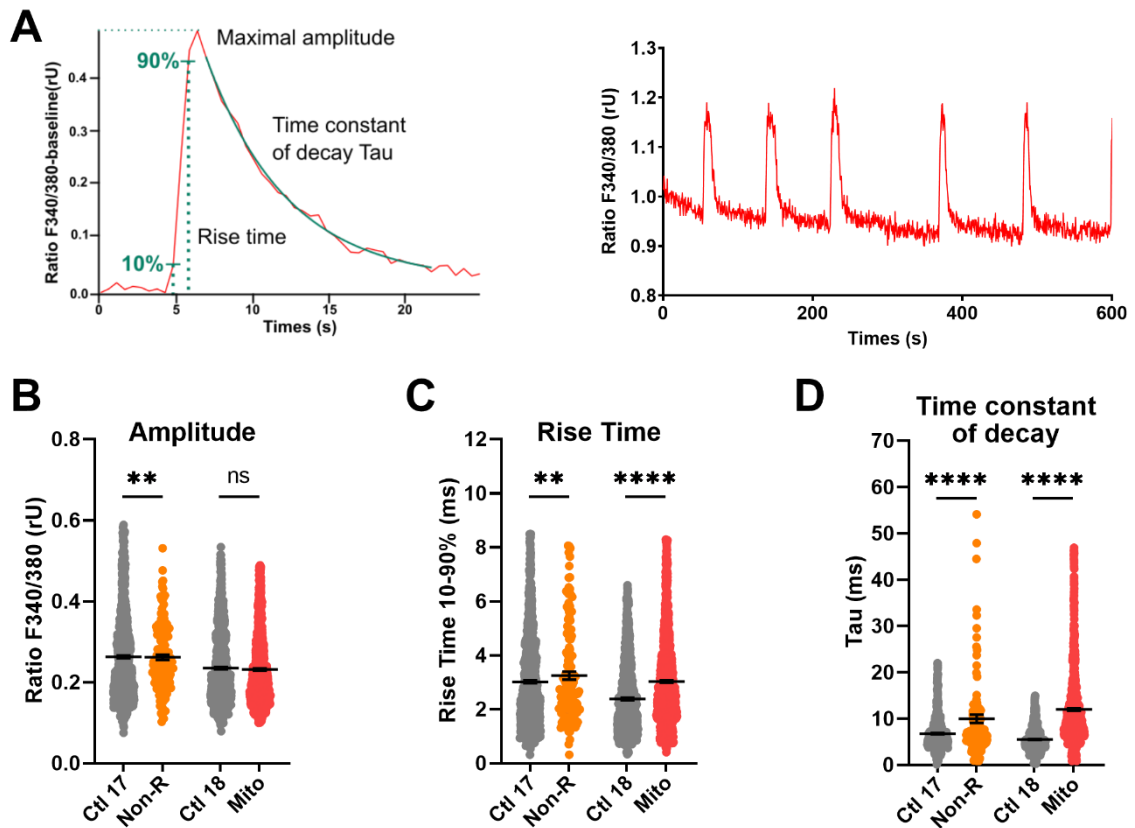 A
Ratio F340/380-baseline(rU)
0.4
0.3
0.2
0.1
0.0
90%
10%
Maximal amplitude
Time constant
of decay Tau
Rise time
0 5 10 15 20
Times (s)
Ratio F340/380 (rU)
1.3
1.2
1.1
1.0
0.9
0.8
0 200 400 600
Times (s)
B
Amplitude
Ratio F340/380 (rU)
0.8
0.6
0.4
0.2
0.0
** ns
Ctl 17 Non-R Ctl 18 Mito
C
Rise Time
Rise Time 10-90% (ms)
12
10
8
6
4
2
0
** ****
Ctl 17 Non-R Ctl 18 Mito
D
Time constant
of decay
Tau (ms)
70
60
50
40
30
20
10
0
**** ****
Ctl 17 Non-R Ctl 18 Mito